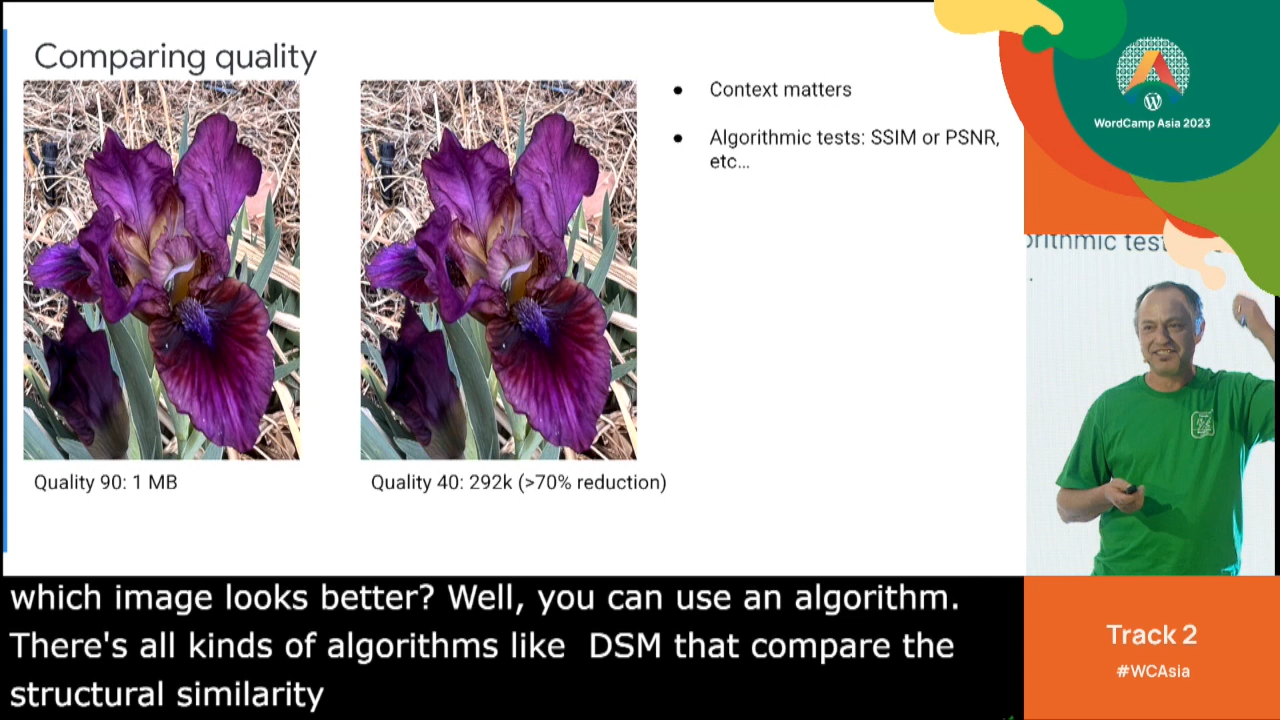 Comparing quality
Quality 90: 1 MB
Quality 40: 292k (>70% reduction)
● Context matters
● Algorithmic tests: SSIM or PSNR,
etc...
WordCamp Asia 2023
orithmic test
which image looks better? Well, you can use an algorithm.
There's all kinds of algorithms like  DSM that compare the
structural similarity
Track 2
#WCAsia